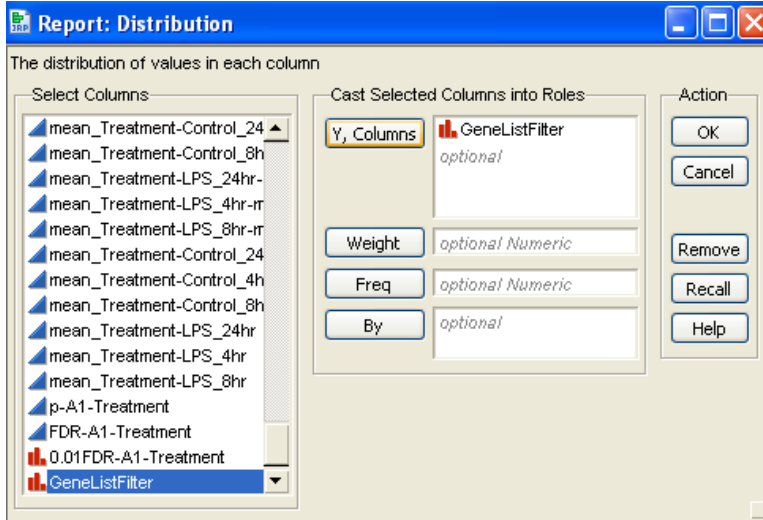 Report: Distribution
The distribution of values in each column
Select Columns
mean_Treatment-Control_24
mean_Treatment-Control_8h
mean_Treatment-LPS_24hr-
mean_Treatment-LPS_4hr-m
mean_Treatment-LPS_8hr-m
mean_Treatment-Control_24
mean_Treatment-Control_4h
mean_Treatment-Control_8h
mean_Treatment-LPS_24hr
mean_Treatment-LPS_4hr
mean_Treatment-LPS_8hr
p-A1-Treatment
FDR-A1-Treatment
0.01FDR-A1-Treatment
GeneListFilter
Cast Selected Columns into Roles
Y, Columns
GeneListFilter
optional
Weight
optional Numeric
Freq
optional Numeric
By
optional
Action
OK
Cancel
Remove
Recall
Help